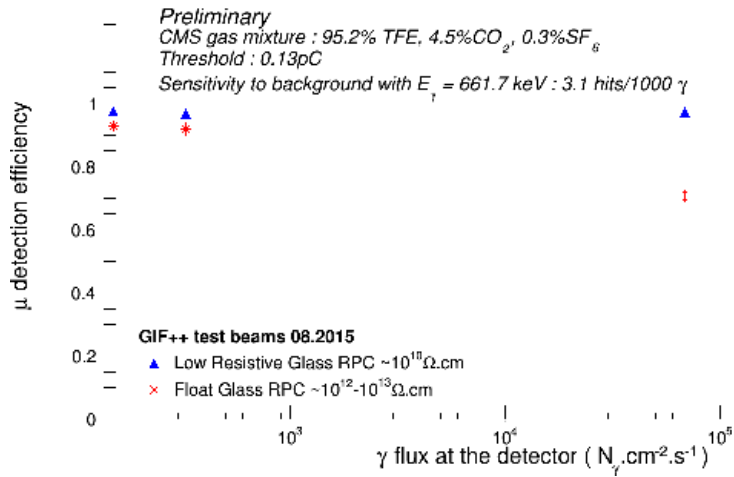 Preliminary
CMS gas mixture : 95.2% TFE, 4.5%CO₂, 0.3%SF₆
Threshold : 0.13pC
Sensitivity to background with Eᵧ = 661.7 keV : 3.1 hits/1000 γ
μ detection efficiency
1
0.8
0.6
0.4
0.2
0
GIF++ test beams 08.2015
Low Resistive Glass RPC ~10¹⁰Ω.cm
Float Glass RPC ~10¹²-10¹³Ω.cm
10³
10⁴
10⁵
γ flux at the detector ( Nᵧ.cm⁻².s⁻¹)